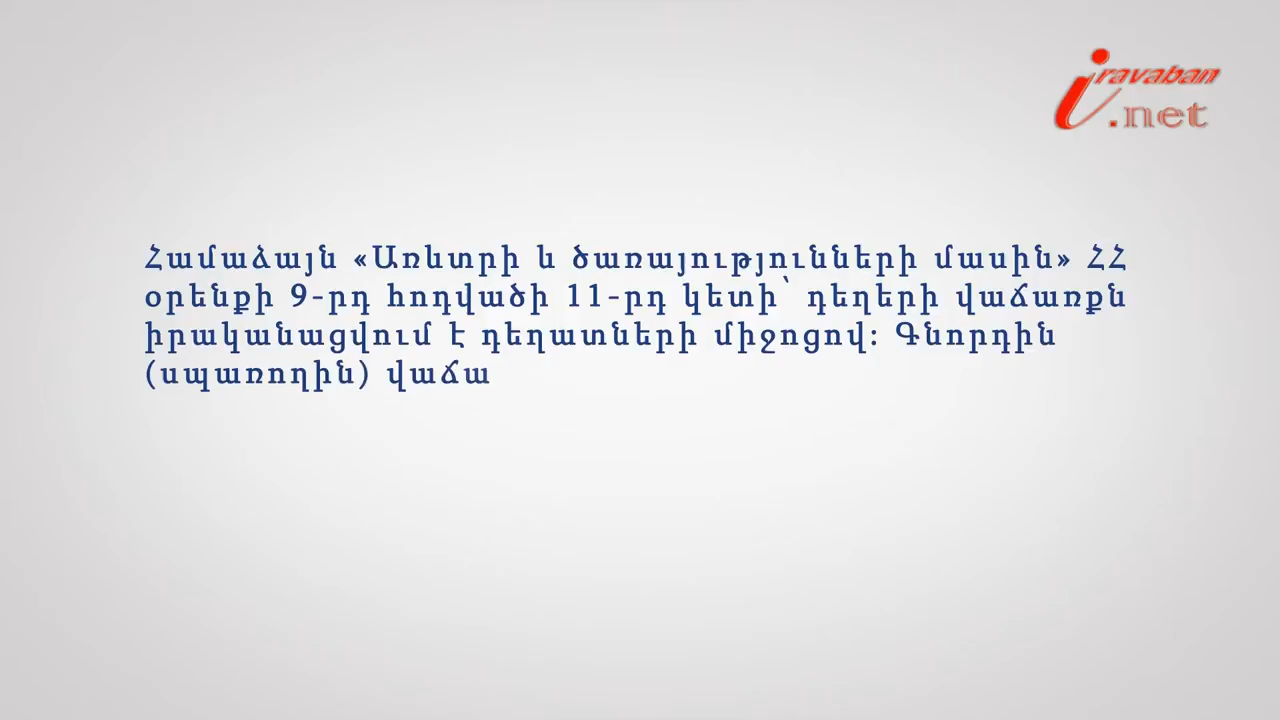 iravaban
.net
Համաձայն «Առևտրի և ծառայությունների մասին» ՀՀ
օրենքի 9-րդ հոդվածի 11-րդ կետի՝ դեղերի վաճառքն
իրականացվում է դեղատների միջոցով: Գնորդին
(սպառողին) վաճա